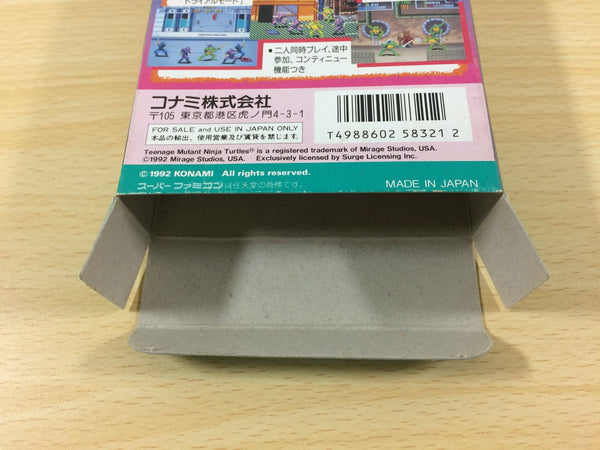 トライアルモード」
■二人同時プレイ、途中
参加、コンティニュー
機能つき
コナミ株式会社
〒105 東京都港区虎ノ門4-3-1
FOR SALE and USE IN JAPAN ONLY
本品の輸出、使用営業及び賃貸を禁じます。
T4988602 58321 2
Teenage Mutant Ninja Turtles® is a registered trademark of Mirage Studios, USA.
©1992 Mirage Studios, USA. Exclusively licensed by Surge Licensing Inc.
©1992 KONAMI All rights reserved.
スーパーファミコンは任天堂の商標です。
MADE IN JAPAN